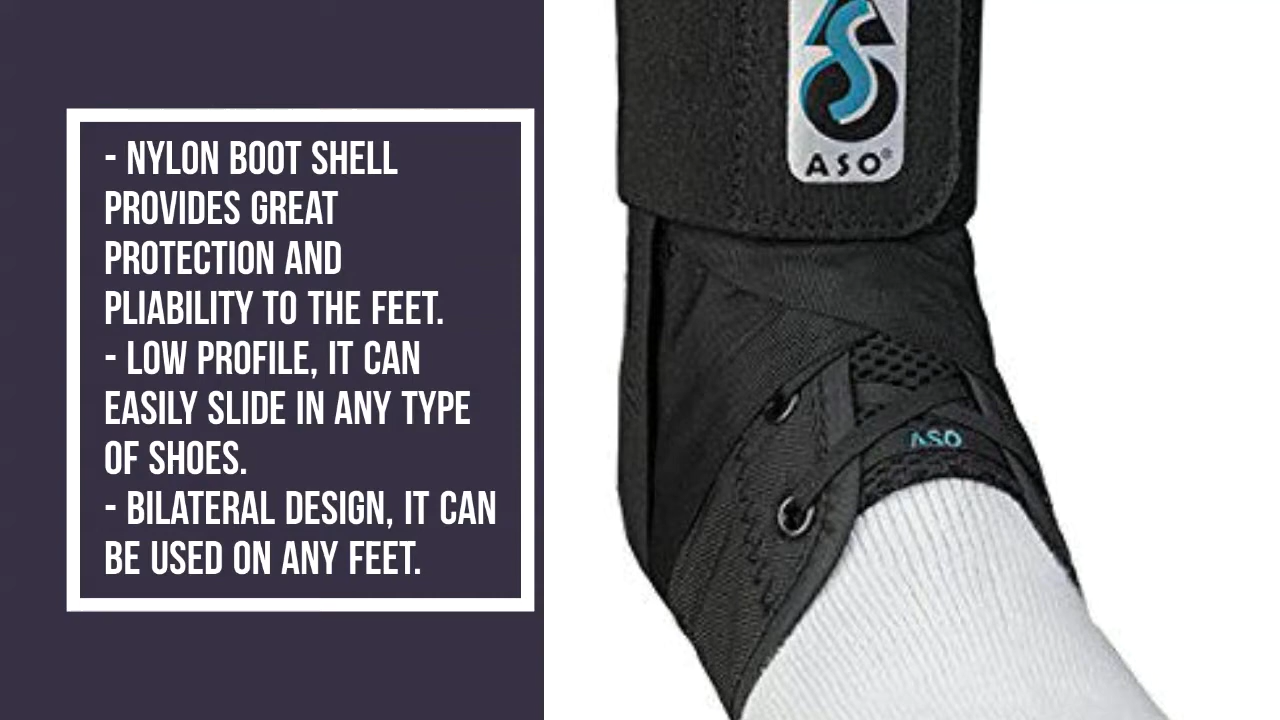 - NYLON BOOT SHELL
PROVIDES GREAT
PROTECTION AND
PLIABILITY TO THE FEET.
- LOW PROFILE, IT CAN
EASILY SLIDE IN ANY TYPE
OF SHOES.
- BILATERAL DESIGN, IT CAN
BE USED ON ANY FEET.
ASO®
ASO